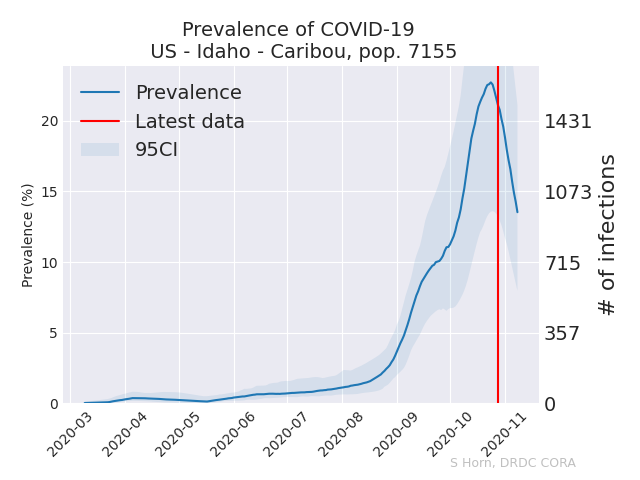 Prevalence of COVID-19
US - Idaho - Caribou, pop. 7155
Prevalence
Latest data
95CI
Prevalence (%)
20
15
10
5
0
1431
1073
715
357
0
# of infections
2020-03
2020-04
2020-05
2020-06
2020-07
2020-08
2020-09
2020-10
2020-11
S Horn, DRDC CORA